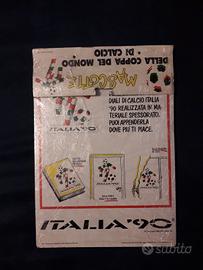 MASCOTTE
DELLA COPPA DEL MONDO
DI CALCIO
DIALI DI CALCIO ITALIA
'90 REALIZZATA IN MA-
TERIALE SPESSORATO.
PUOI APPENDERLA
DOVE PIÙ TI PIACE.
ITALIA '90
subito